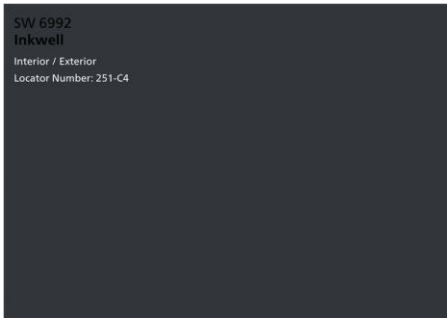 SW 6992
Inkwell
Interior / Exterior
Locator Number: 251-C4